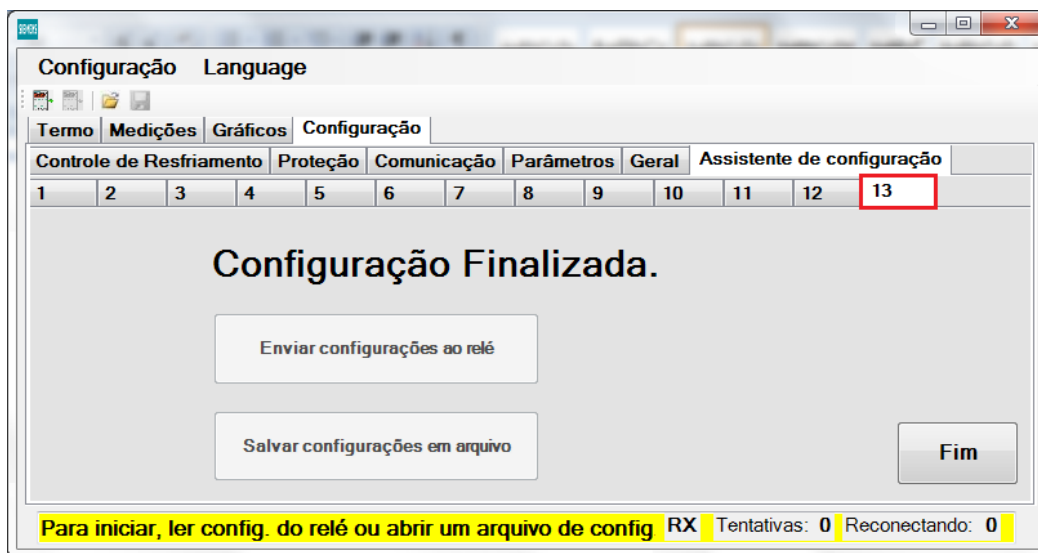 SIEMENS
Configuração Language
Termo Medições Gráficos Configuração
Controle de Resfriamento Proteção Comunicação Parâmetros Geral Assistente de configuração
1 2 3 4 5 6 7 8 9 10 11 12 13
Configuração Finalizada.
Enviar configurações ao relé
Salvar configurações em arquivo
Fim
Para iniciar, ler config. do relé ou abrir um arquivo de config RX Tentativas: 0 Reconectando: 0